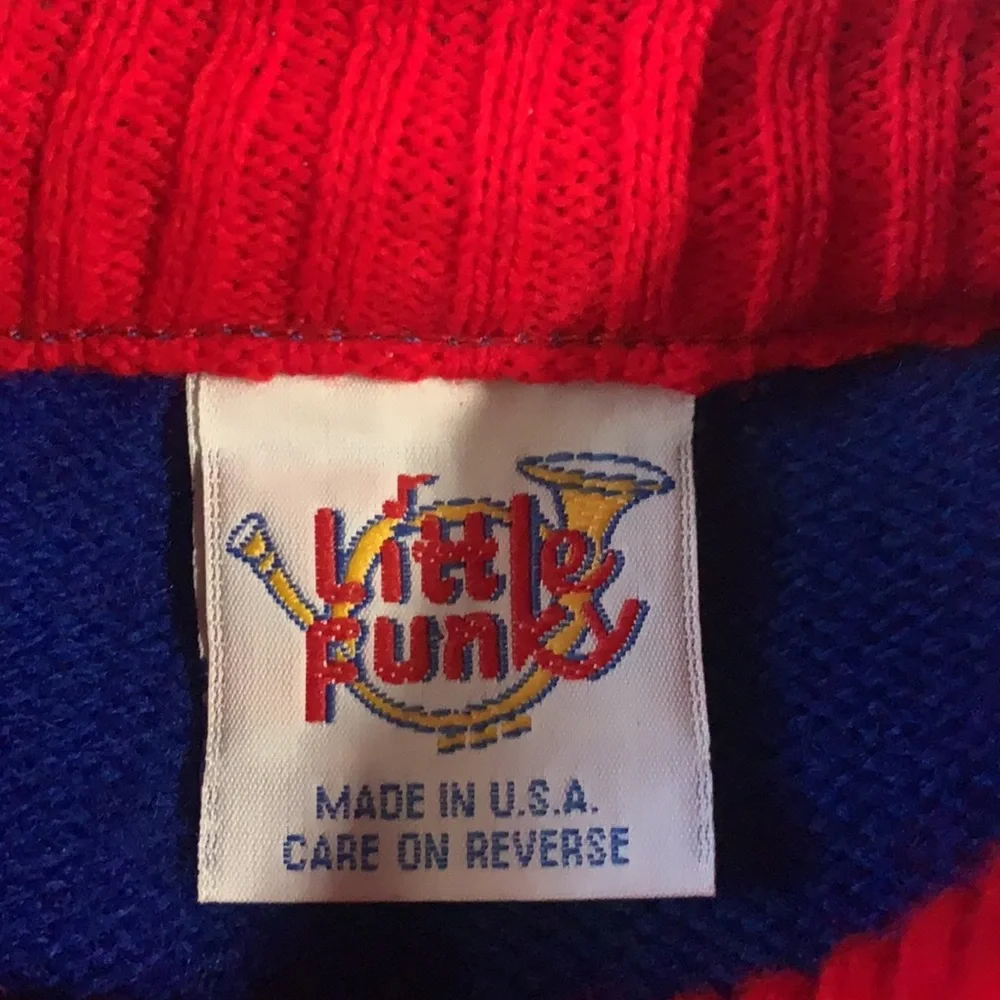 Little
Funky
MADE IN U.S.A.
CARE ON REVERSE